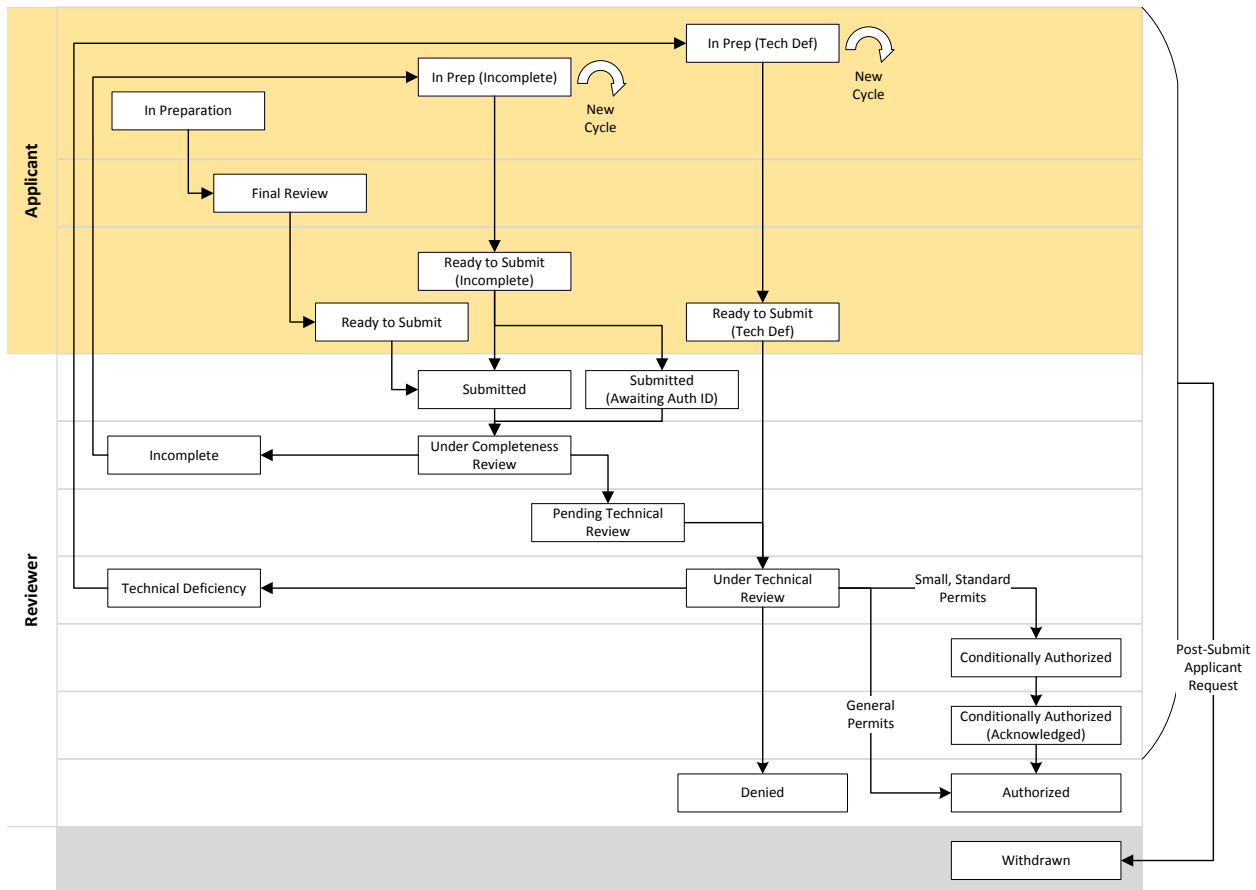 In Prep (Tech Def)
New
Cycle
In Prep (Incomplete)
New
Cycle
In Preparation
Applicant
Final Review
Ready to Submit
(Incomplete)
Ready to Submit
Ready to Submit
(Tech Def)
Submitted
Submitted
(Awaiting Auth ID)
Incomplete
Under Completeness
Review
Pending Technical
Review
Reviewer
Technical Deficiency
Under Technical
Review
Small, Standard
Permits
Conditionally Authorized
Post-Submit
Applicant
Request
General
Permits
Conditionally Authorized
(Acknowledged)
Denied
Authorized
Withdrawn